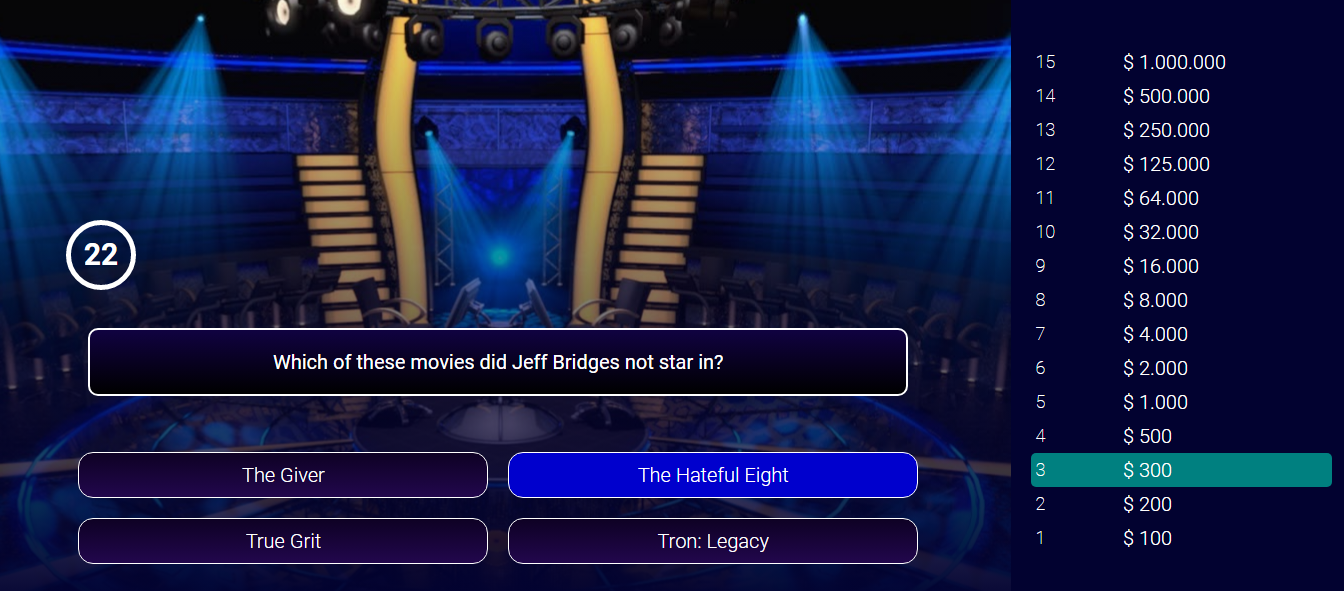 22
Which of these movies did Jeff Bridges not star in?
The Giver
The Hateful Eight
True Grit
Tron: Legacy
15 $ 1.000.000
14 $ 500.000
13 $ 250.000
12 $ 125.000
11 $ 64.000
10 $ 32.000
9 $ 16.000
8 $ 8.000
7 $ 4.000
6 $ 2.000
5 $ 1.000
4 $ 500
3 $ 300
2 $ 200
1 $ 100